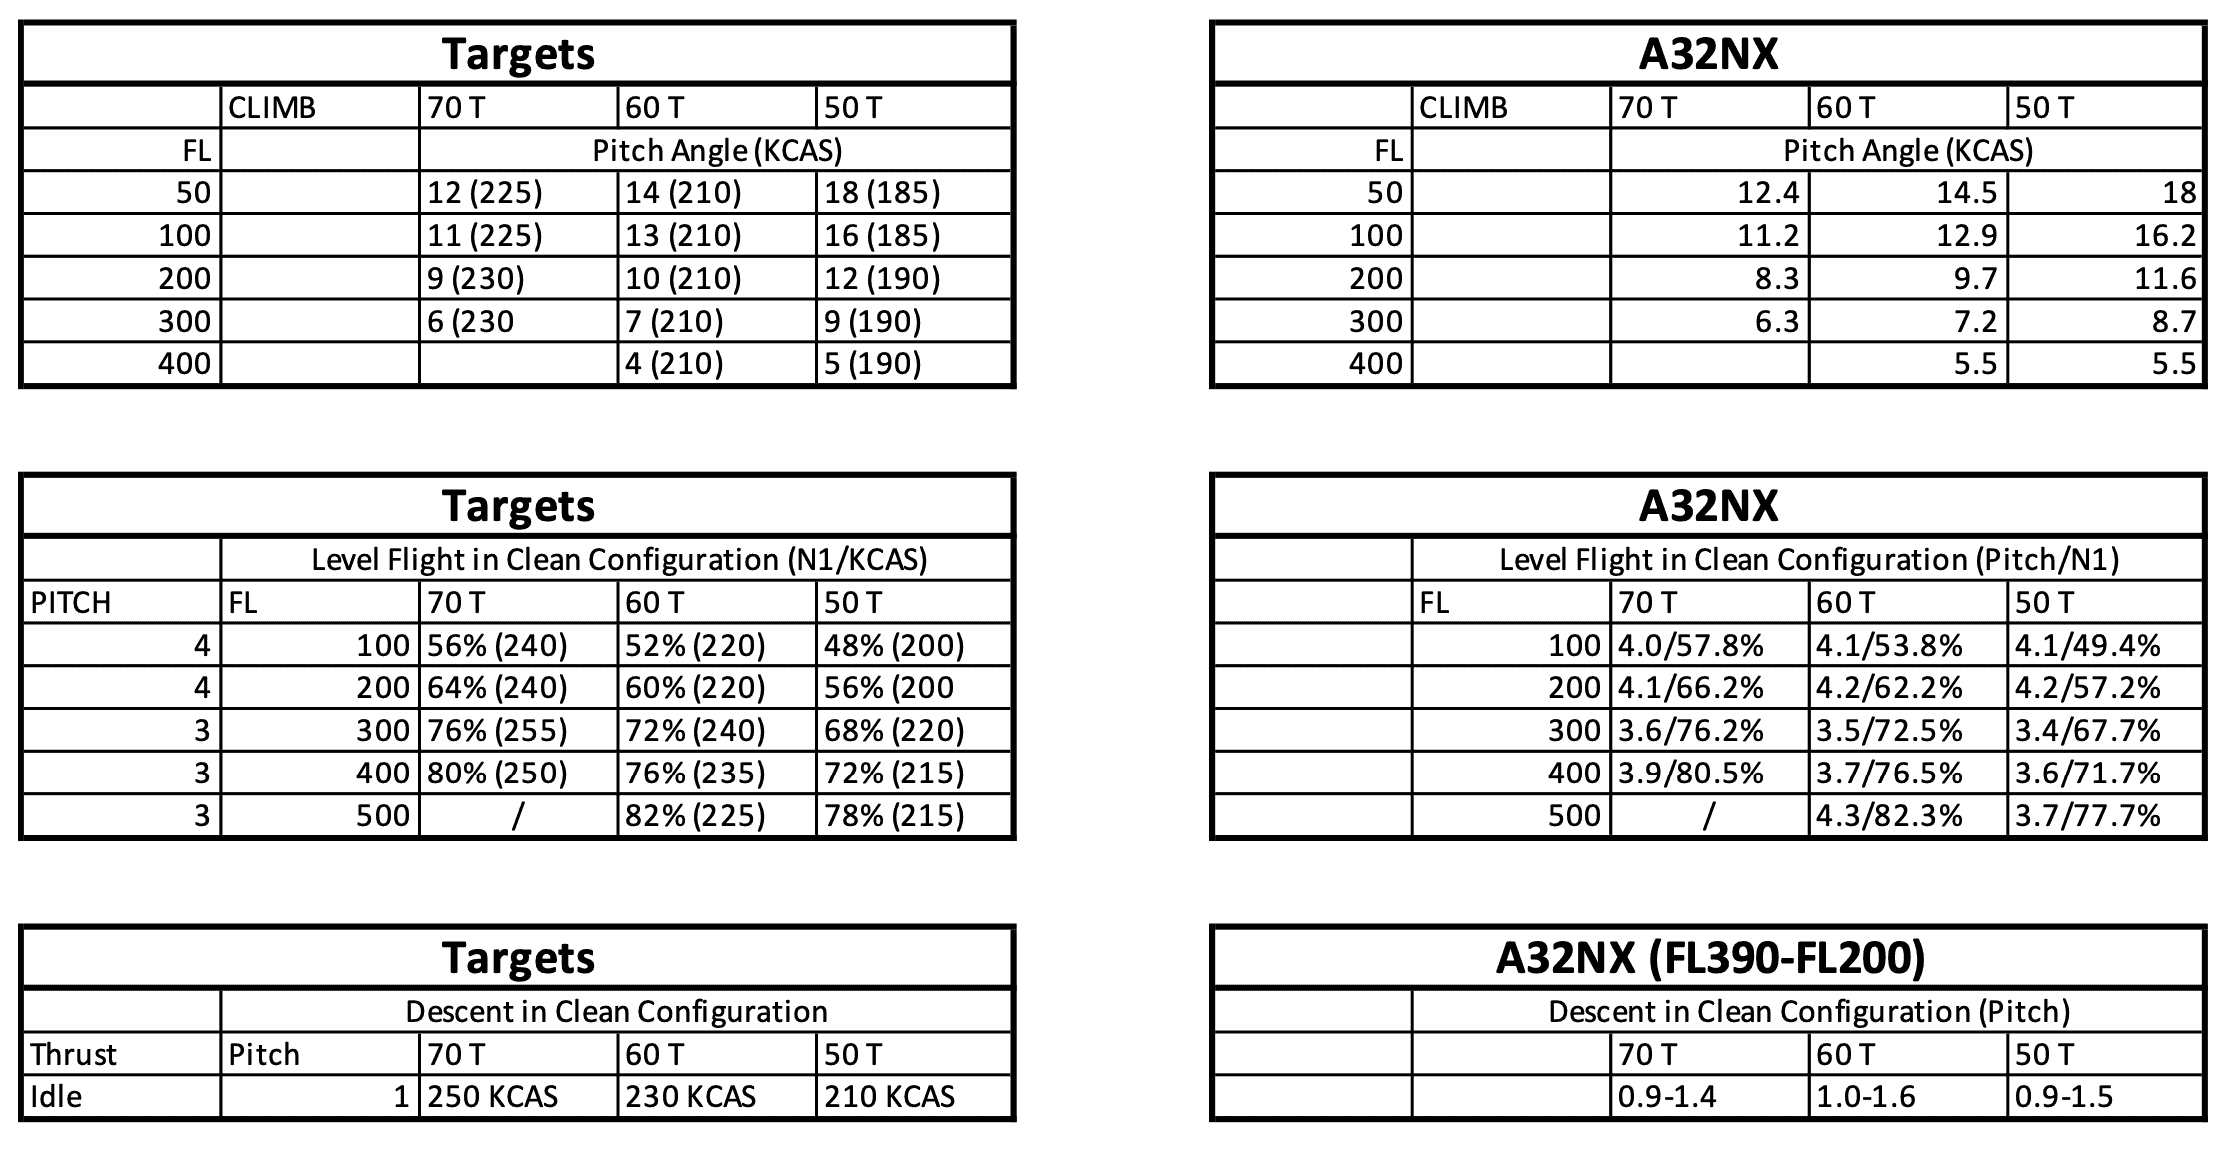 Targets
CLIMB 70 T 60 T 50 T
FL Pitch Angle (KCAS)
50 12 (225) 14 (210) 18 (185)
100 11 (225) 13 (210) 16 (185)
200 9 (230) 10 (210) 12 (190)
300 6 (230 7 (210) 9 (190)
400 4 (210) 5 (190)
A32NX
CLIMB 70 T 60 T 50 T
FL Pitch Angle (KCAS)
50 12.4 14.5 18
100 11.2 12.9 16.2
200 8.3 9.7 11.6
300 6.3 7.2 8.7
400 5.5 5.5
Targets
Level Flight in Clean Configuration (N1/KCAS)
PITCH FL 70 T 60 T 50 T
4 100 56% (240) 52% (220) 48% (200)
4 200 64% (240) 60% (220) 56% (200
3 300 76% (255) 72% (240) 68% (220)
3 400 80% (250) 76% (235) 72% (215)
3 500 / 82% (225) 78% (215)
A32NX
Level Flight in Clean Configuration (Pitch/N1)
FL 70 T 60 T 50 T
100 4.0/57.8% 4.1/53.8% 4.1/49.4%
200 4.1/66.2% 4.2/62.2% 4.2/57.2%
300 3.6/76.2% 3.5/72.5% 3.4/67.7%
400 3.9/80.5% 3.7/76.5% 3.6/71.7%
500 / 4.3/82.3% 3.7/77.7%
Targets
Descent in Clean Configuration
Thrust Pitch 70 T 60 T 50 T
Idle 1 250 KCAS 230 KCAS 210 KCAS
A32NX (FL390-FL200)
Descent in Clean Configuration (Pitch)
70 T 60 T 50 T
0.9-1.4 1.0-1.6 0.9-1.5